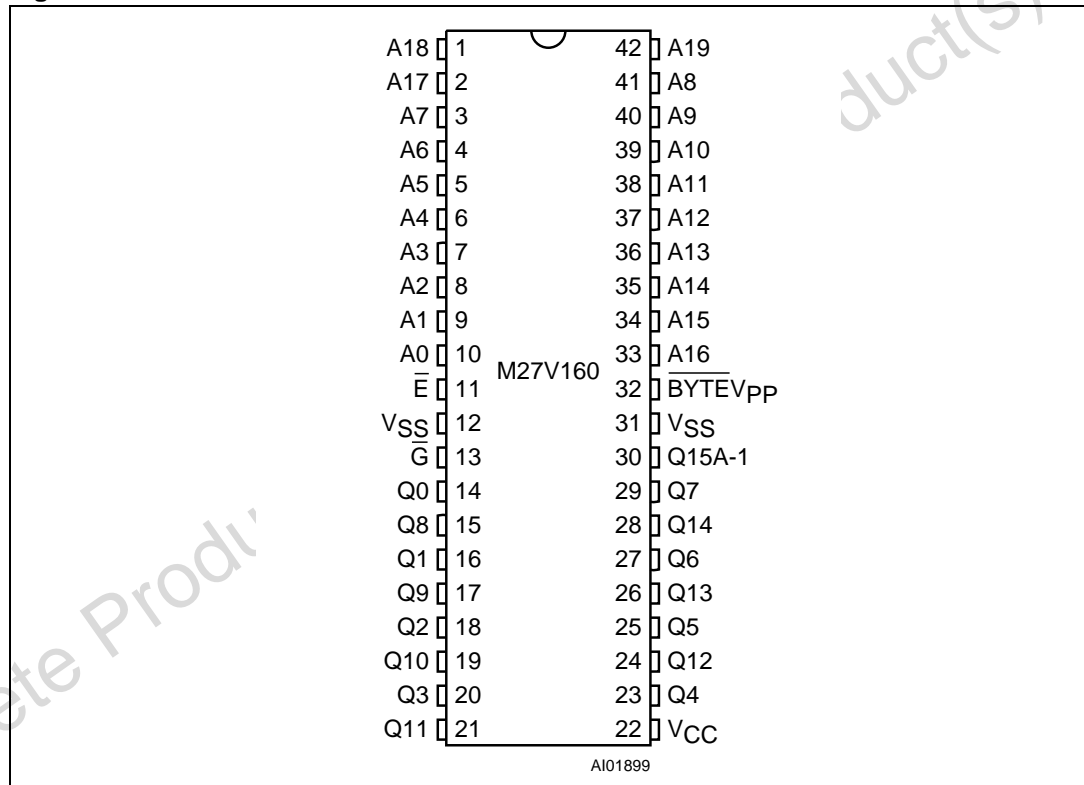 A18 1 42 A19
A17 2 41 A8
A7 3 40 A9
A6 4 39 A10
A5 5 38 A11
A4 6 37 A12
A3 7 36 A13
A2 8 35 A14
A1 9 34 A15
A0 10 33 A16
M27V160
E̅ 11 32 B̅Y̅T̅E̅VPP
VSS 12 31 VSS
G̅ 13 30 Q15A-1
Q0 14 29 Q7
Q8 15 28 Q14
Q1 16 27 Q6
Q9 17 26 Q13
Q2 18 25 Q5
Q10 19 24 Q12
Q3 20 23 Q4
Q11 21 22 VCC
AI01899